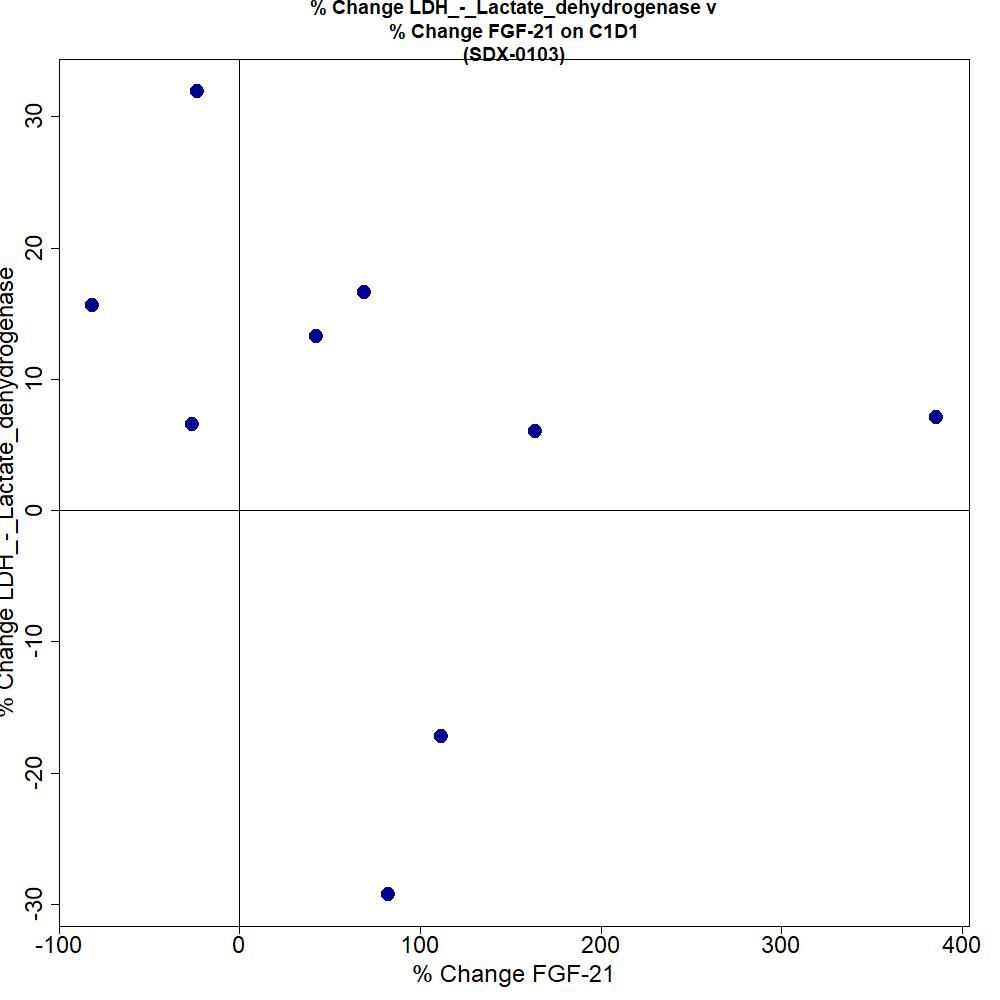 % Change LDH_-_Lactate_dehydrogenase v
% Change FGF-21 on C1D1
(SDX-0103)
% Change LDH_-_Lactate_dehydrogenase
30
20
10
0
-10
-20
-30
-100
0
100
200
300
400
% Change FGF-21